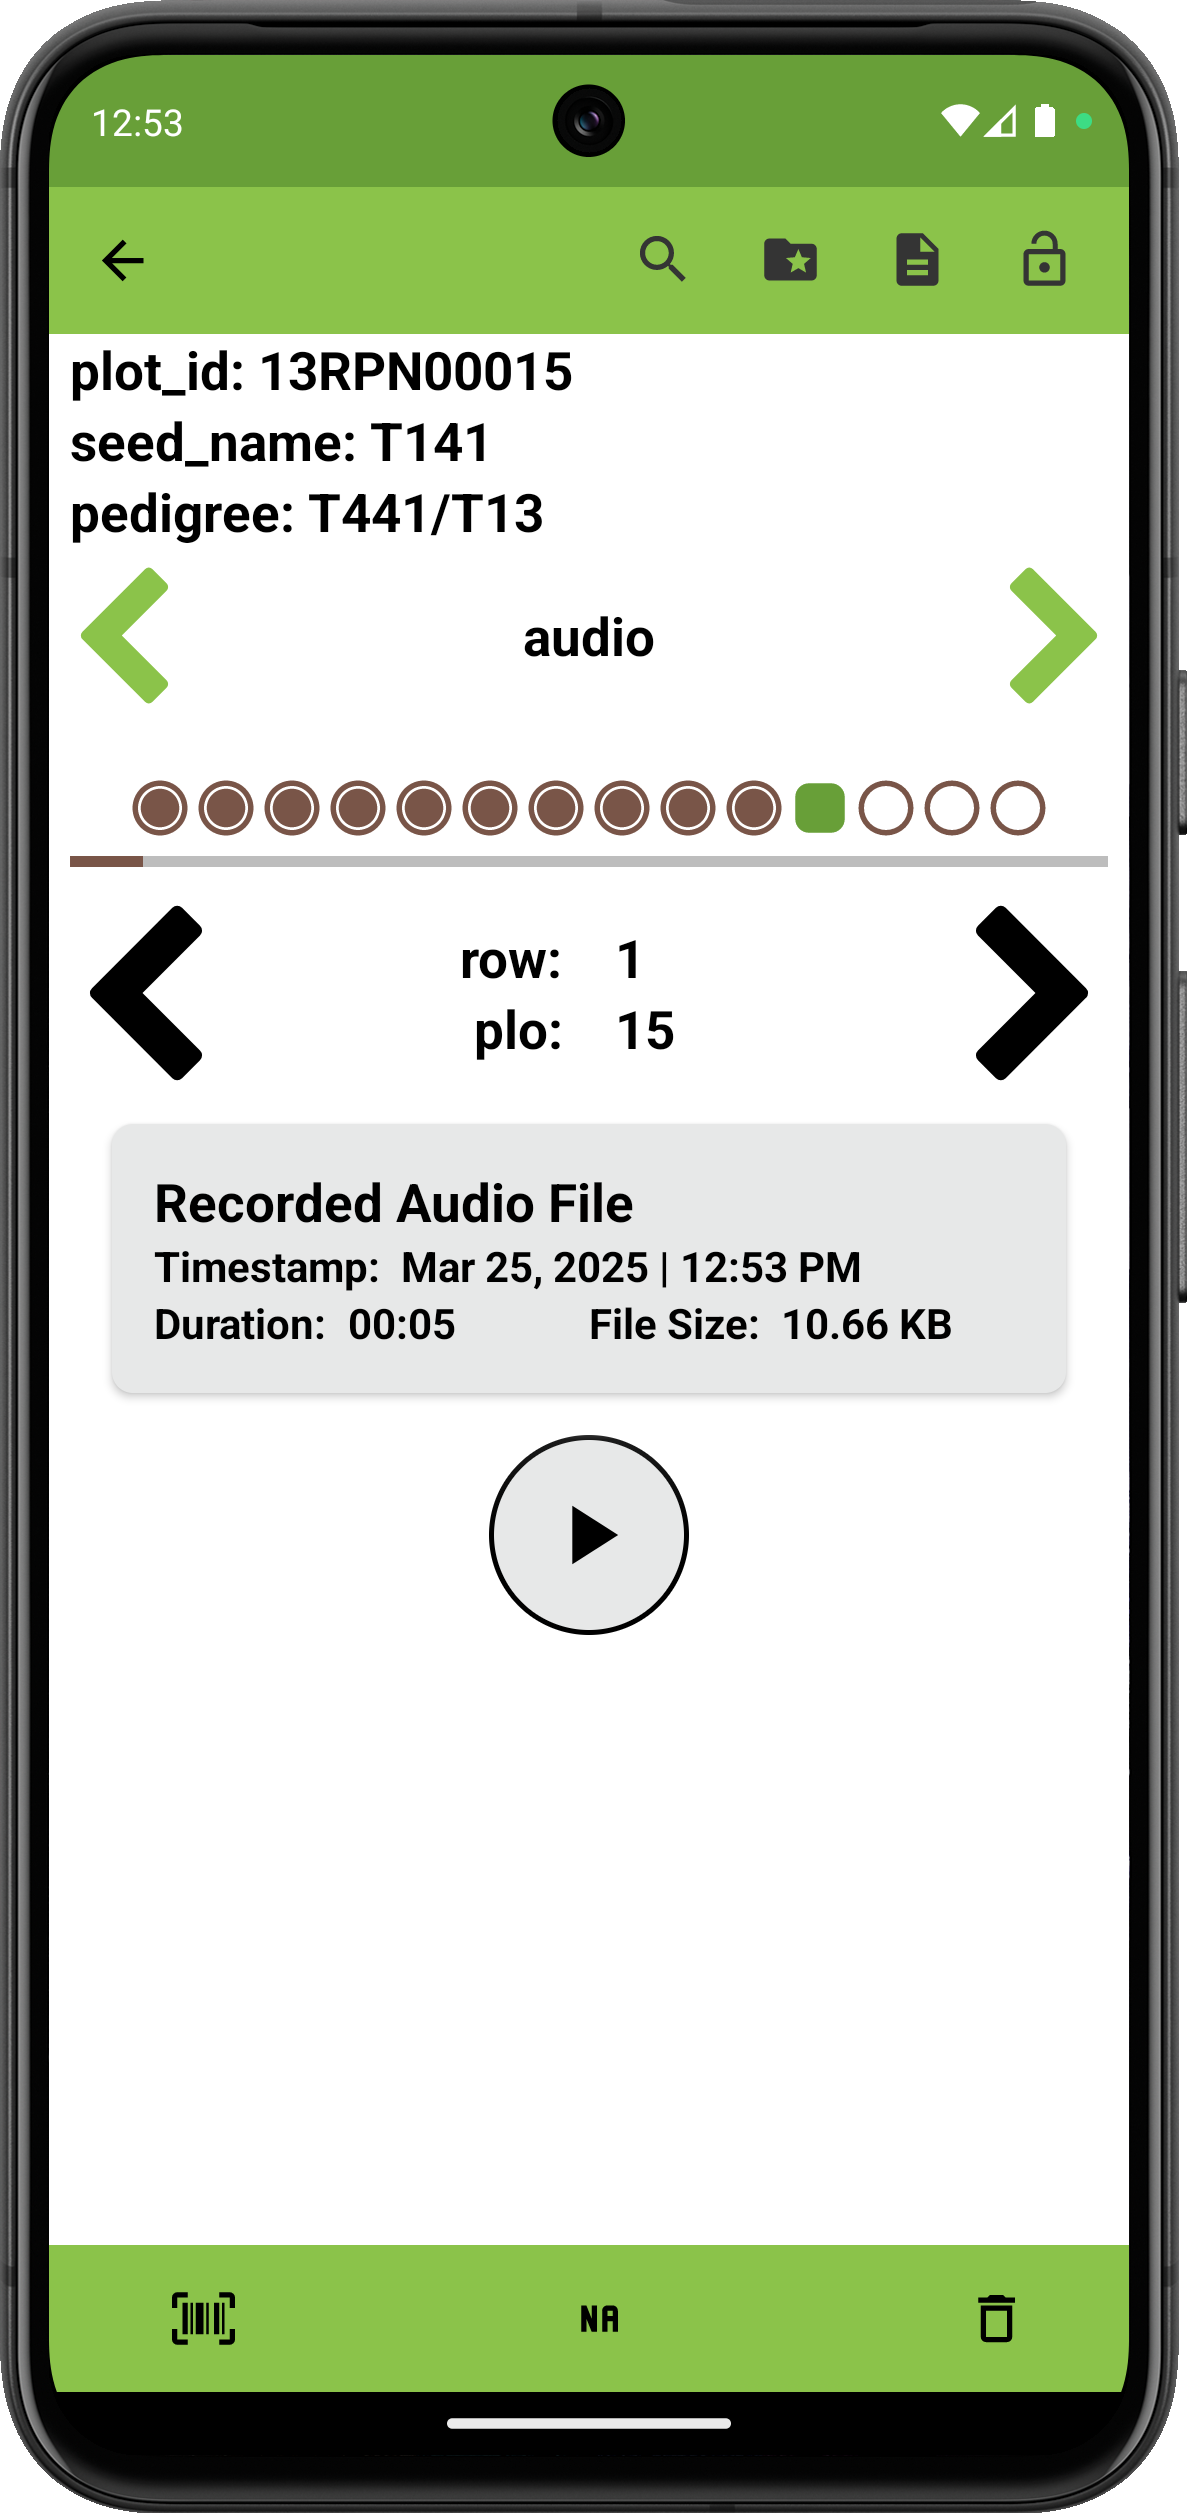 12:53
plot_id: 13RPN00015
seed_name: T141
pedigree: T441/T13
audio
row: 1
plo: 15
Recorded Audio File
Timestamp: Mar 25, 2025 | 12:53 PM
Duration: 00:05 File Size: 10.66 KB
NA